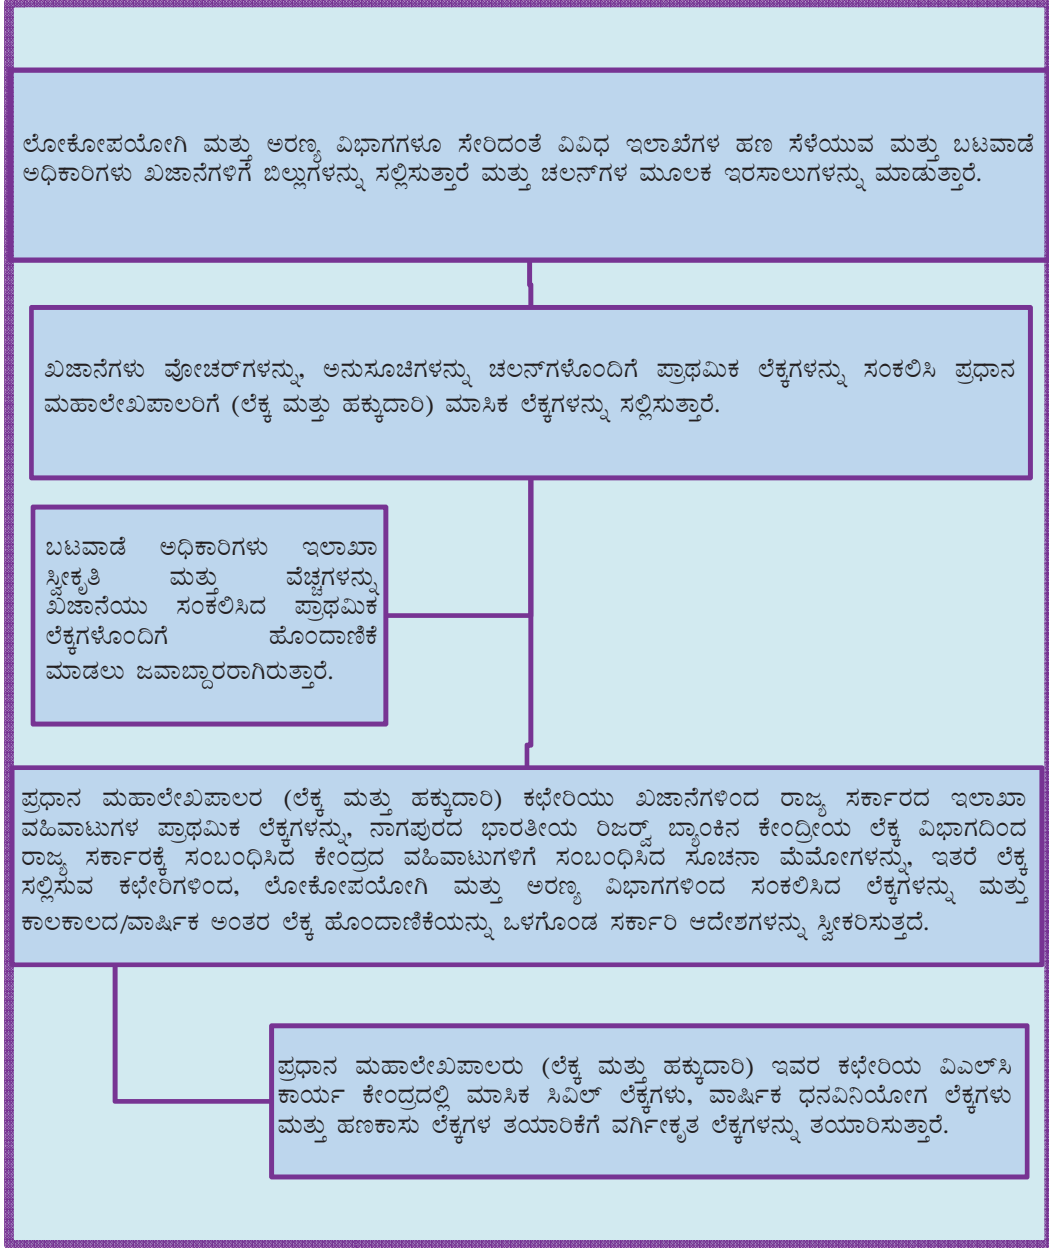 ಲೋಕೋಪಯೋಗಿ ಮತ್ತು ಅರಣ್ಯ ವಿಭಾಗಗಳೂ ಸೇರಿದಂತೆ ವಿವಿಧ ಇಲಾಖೆಗಳ ಹಣ ಸೆಳೆಯುವ ಮತ್ತು ಬಟವಾಡೆ
ಅಧಿಕಾರಿಗಳು ಖಜಾನೆಗಳಿಗೆ ಬಿಲ್ಲುಗಳನ್ನು ಸಲ್ಲಿಸುತ್ತಾರೆ ಮತ್ತು ಚಲನ್‌ಗಳ ಮೂಲಕ ಇರಸಾಲುಗಳನ್ನು ಮಾಡುತ್ತಾರೆ.
ಖಜಾನೆಗಳು ವೋಚರ್‌ಗಳನ್ನು, ಅನುಸೂಚಿಗಳನ್ನು ಚಲನ್‌ಗಳೊಂದಿಗೆ ಪ್ರಾಥಮಿಕ ಲೆಕ್ಕಗಳನ್ನು ಸಂಕಲಿಸಿ ಪ್ರಧಾನ
ಮಹಾಲೇಖಪಾಲರಿಗೆ (ಲೆಕ್ಕ ಮತ್ತು ಹಕ್ಕುದಾರಿ) ಮಾಸಿಕ ಲೆಕ್ಕಗಳನ್ನು ಸಲ್ಲಿಸುತ್ತಾರೆ.
ಬಟವಾಡೆ ಅಧಿಕಾರಿಗಳು ಇಲಾಖಾ
ಸ್ವೀಕೃತಿ ಮತ್ತು ವೆಚ್ಚಗಳನ್ನು
ಖಜಾನೆಯು ಸಂಕಲಿಸಿದ ಪ್ರಾಥಮಿಕ
ಲೆಕ್ಕಗಳೊಂದಿಗೆ ಹೊಂದಾಣಿಕೆ
ಮಾಡಲು ಜವಾಬ್ದಾರರಾಗಿರುತ್ತಾರೆ.
ಪ್ರಧಾನ ಮಹಾಲೇಖಪಾಲರ (ಲೆಕ್ಕ ಮತ್ತು ಹಕ್ಕುದಾರಿ) ಕಛೇರಿಯು ಖಜಾನೆಗಳಿಂದ ರಾಜ್ಯ ಸರ್ಕಾರದ ಇಲಾಖಾ
ವಹಿವಾಟುಗಳ ಪ್ರಾಥಮಿಕ ಲೆಕ್ಕಗಳನ್ನು, ನಾಗಪುರದ ಭಾರತೀಯ ರಿಜರ್ವ್ ಬ್ಯಾಂಕಿನ ಕೇಂದ್ರೀಯ ಲೆಕ್ಕ ವಿಭಾಗದಿಂದ
ರಾಜ್ಯ ಸರ್ಕಾರಕ್ಕೆ ಸಂಬಂಧಿಸಿದ ಕೇಂದ್ರದ ವಹಿವಾಟುಗಳಿಗೆ ಸಂಬಂಧಿಸಿದ ಸೂಚನಾ ಮೆಮೋಗಳನ್ನು, ಇತರೆ ಲೆಕ್ಕ
ಸಲ್ಲಿಸುವ ಕಛೇರಿಗಳಿಂದ, ಲೋಕೋಪಯೋಗಿ ಮತ್ತು ಅರಣ್ಯ ವಿಭಾಗಗಳಿಂದ ಸಂಕಲಿಸಿದ ಲೆಕ್ಕಗಳನ್ನು ಮತ್ತು
ಕಾಲಕಾಲದ/ವಾರ್ಷಿಕ ಅಂತರ ಲೆಕ್ಕ ಹೊಂದಾಣಿಕೆಯನ್ನು ಒಳಗೊಂಡ ಸರ್ಕಾರಿ ಆದೇಶಗಳನ್ನು ಸ್ವೀಕರಿಸುತ್ತದೆ.
ಪ್ರಧಾನ ಮಹಾಲೇಖಪಾಲರು (ಲೆಕ್ಕ ಮತ್ತು ಹಕ್ಕುದಾರಿ) ಇವರ ಕಛೇರಿಯ ವಿಎಲ್‌ಸಿ
ಕಾರ್ಯ ಕೇಂದ್ರದಲ್ಲಿ ಮಾಸಿಕ ಸಿವಿಲ್ ಲೆಕ್ಕಗಳು, ವಾರ್ಷಿಕ ಧನವಿನಿಯೋಗ ಲೆಕ್ಕಗಳು
ಮತ್ತು ಹಣಕಾಸು ಲೆಕ್ಕಗಳ ತಯಾರಿಕೆಗೆ ವರ್ಗೀಕೃತ ಲೆಕ್ಕಗಳನ್ನು ತಯಾರಿಸುತ್ತಾರೆ.